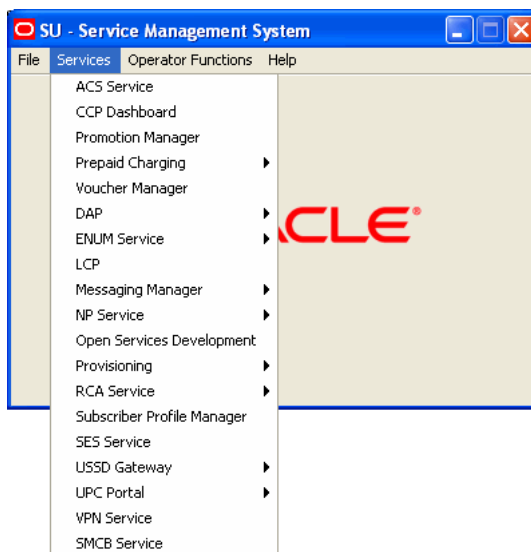 SU - Service Management System
File Services Operator Functions Help
ACS Service
CCP Dashboard
Promotion Manager
Prepaid Charging
Voucher Manager
DAP
ENUM Service
LCP
Messaging Manager
NP Service
Open Services Development
Provisioning
RCA Service
Subscriber Profile Manager
SES Service
USSD Gateway
UPC Portal
VPN Service
SMCB Service
CLE®